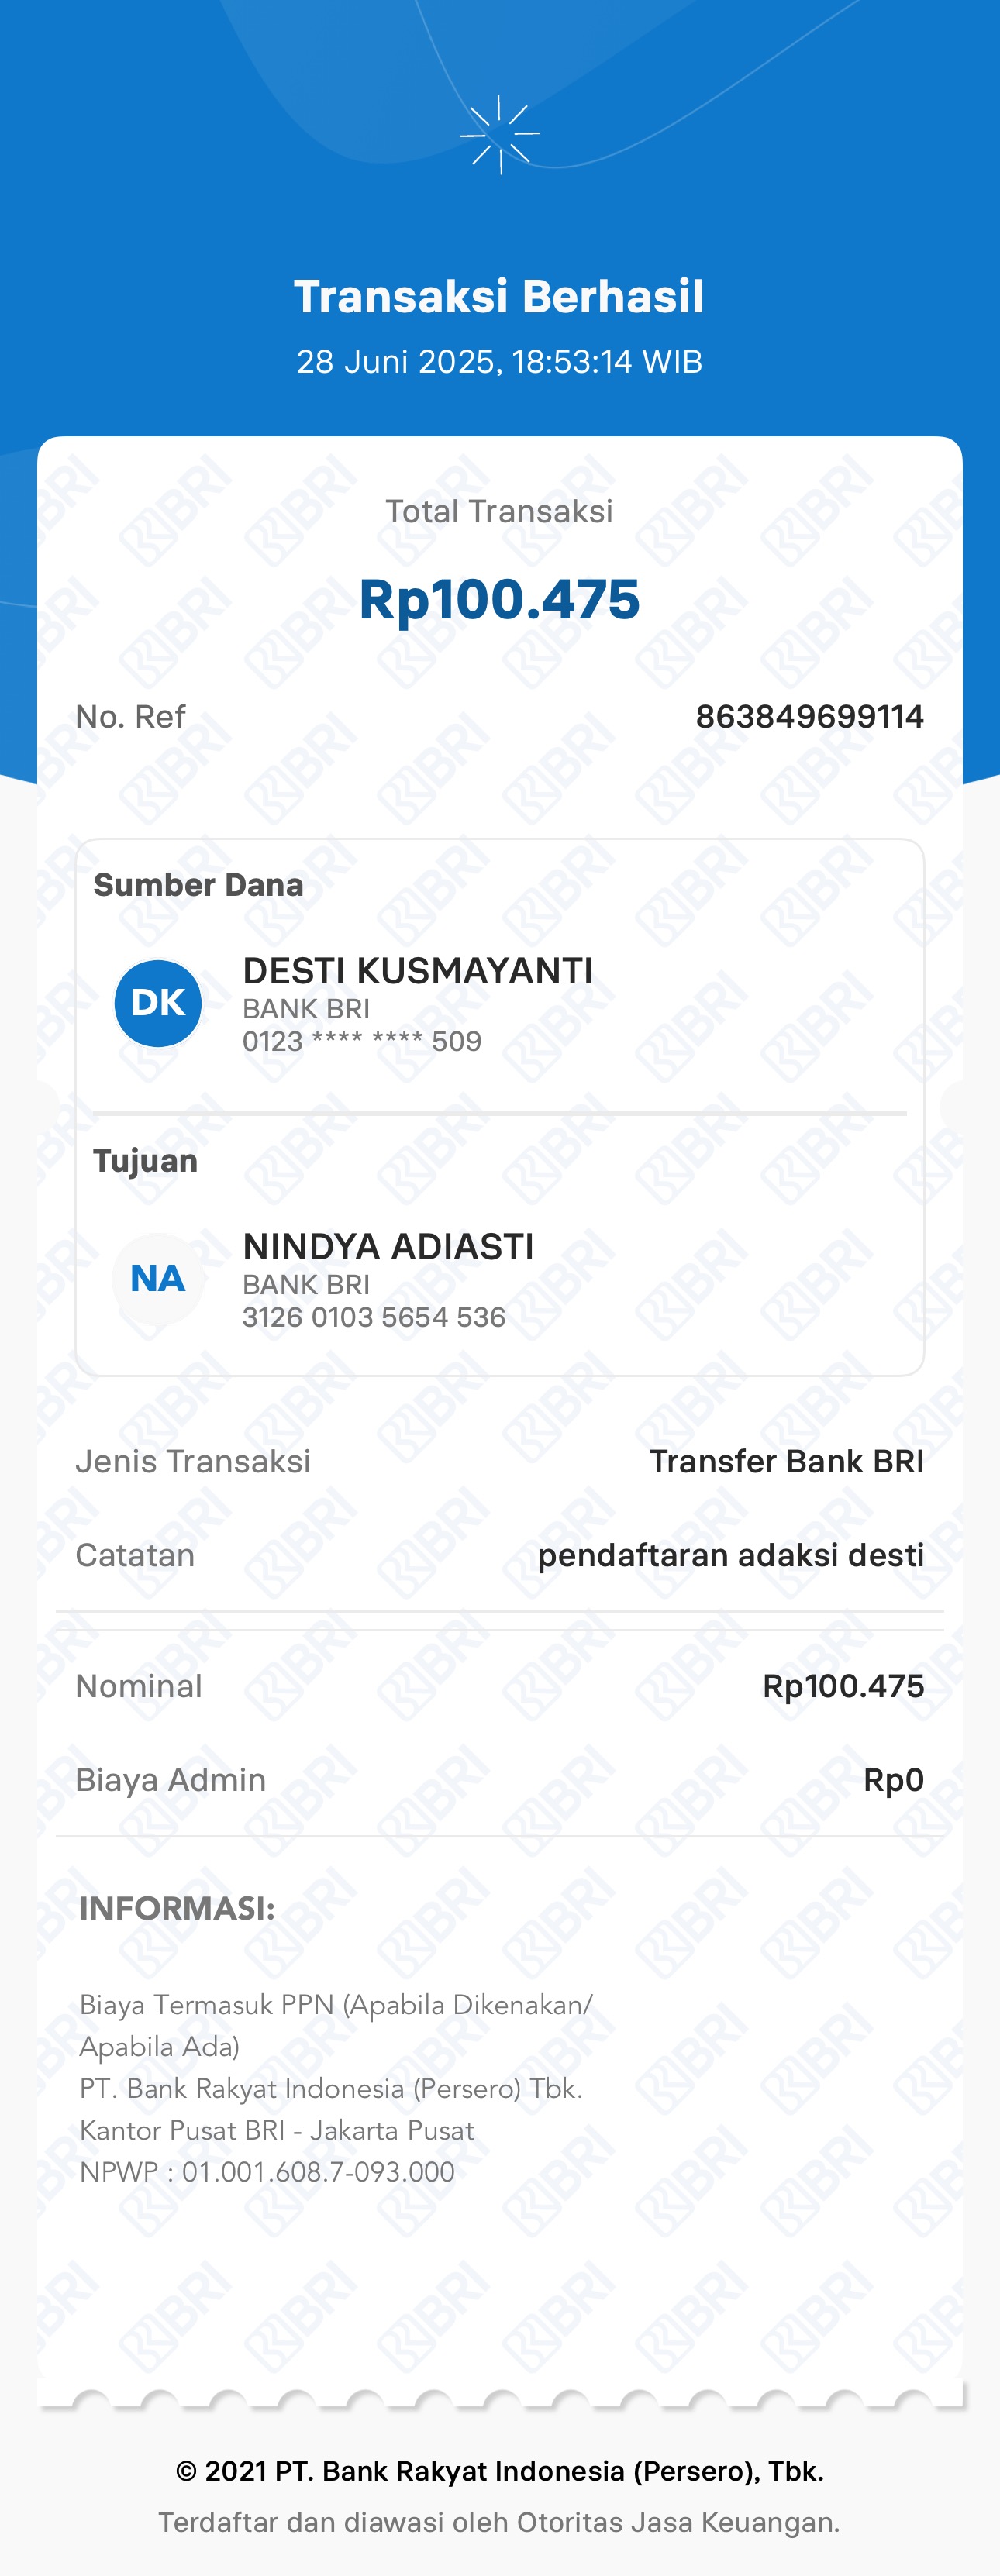 Transaksi Berhasil
28 Juni 2025, 18:53:14 WIB
Total Transaksi
Rp100.475
No. Ref 863849699114
Sumber Dana
DK
DESTI KUSMAYANTI
BANK BRI
0123 **** **** 509
Tujuan
NA
NINDYA ADIASTI
BANK BRI
3126 0103 5654 536
Jenis Transaksi Transfer Bank BRI
Catatan pendaftaran adaksi desti
Nominal Rp100.475
Biaya Admin Rp0
INFORMASI:
Biaya Termasuk PPN (Apabila Dikenakan/
Apabila Ada)
PT. Bank Rakyat Indonesia (Persero) Tbk.
Kantor Pusat BRI - Jakarta Pusat
NPWP : 01.001.608.7-093.000
© 2021 PT. Bank Rakyat Indonesia (Persero), Tbk.
Terdaftar dan diawasi oleh Otoritas Jasa Keuangan.